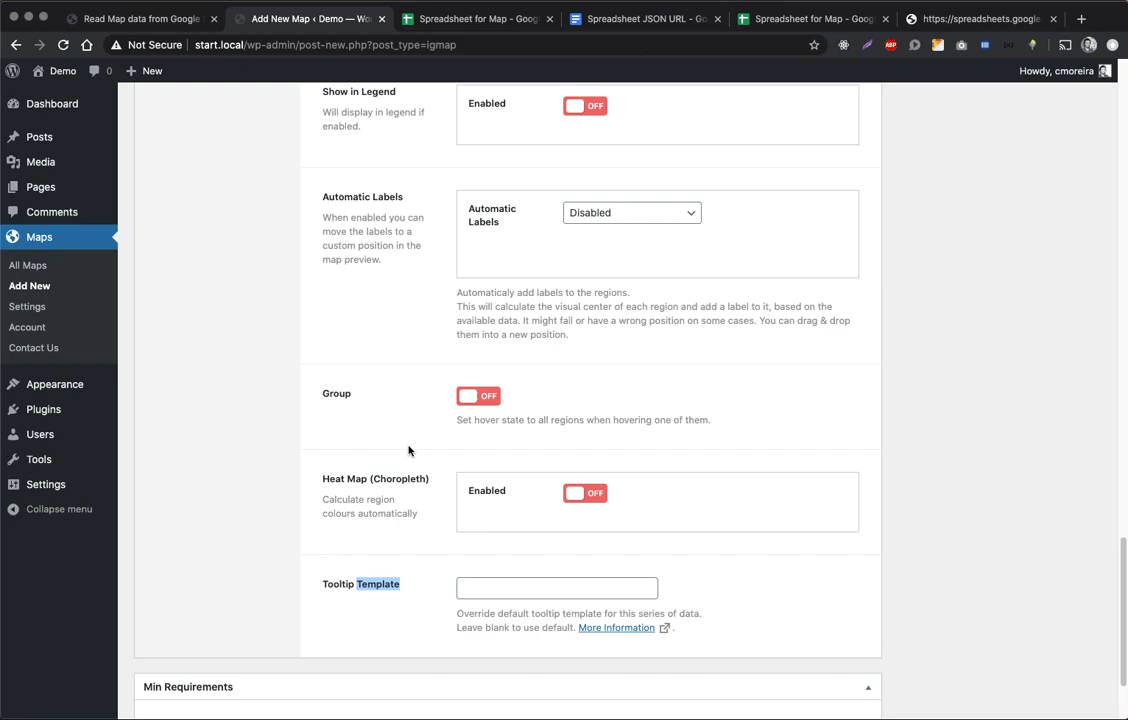 Read Map data from Google
Add New Map ‹ Demo — Wo
Spreadsheet for Map - Goog
Spreadsheet JSON URL - Go
Spreadsheet for Map - Goog
https://spreadsheets.google.
Not Secure
start.local/wp-admin/post-new.php?post_type=igmap
ABP
Demo
0
New
Howdy, cmoreira
Dashboard
Posts
Media
Pages
Comments
Maps
All Maps
Add New
Settings
Account
Contact Us
Appearance
Plugins
Users
Tools
Settings
Collapse menu
Show in Legend
Will display in legend if
enabled.
Enabled
OFF
Automatic Labels
When enabled you can
move the labels to a
custom position in the
map preview.
Automatic
Labels
Disabled
Automaticaly add labels to the regions.
This will calculate the visual center of each region and add a label to it, based on the
available data. It might fail or have a wrong position on some cases. You can drag & drop
them into a new position.
Group
OFF
Set hover state to all regions when hovering one of them.
Heat Map (Choropleth)
Calculate region
colours automatically
Enabled
OFF
Tooltip Template
Override default tooltip template for this series of data.
Leave blank to use default. More Information .
Min Requirements